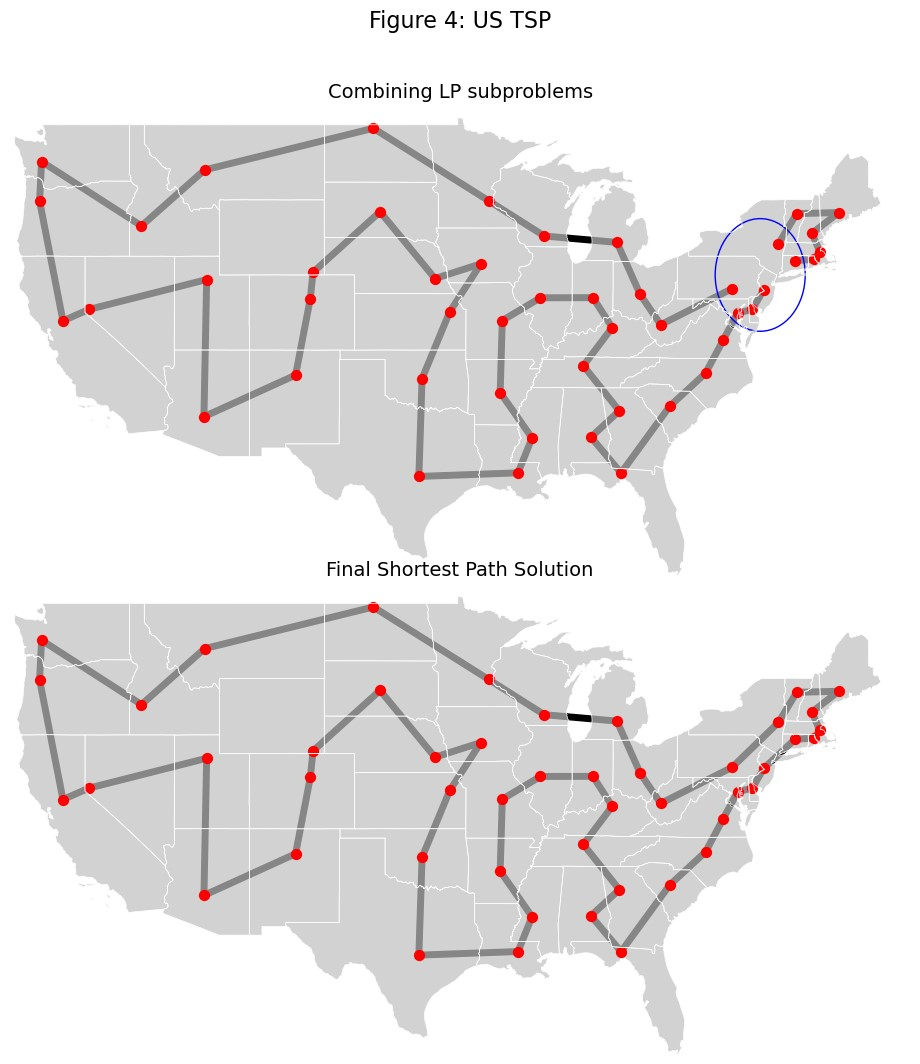 Figure 4: US TSP
Combining LP subproblems
Final Shortest Path Solution